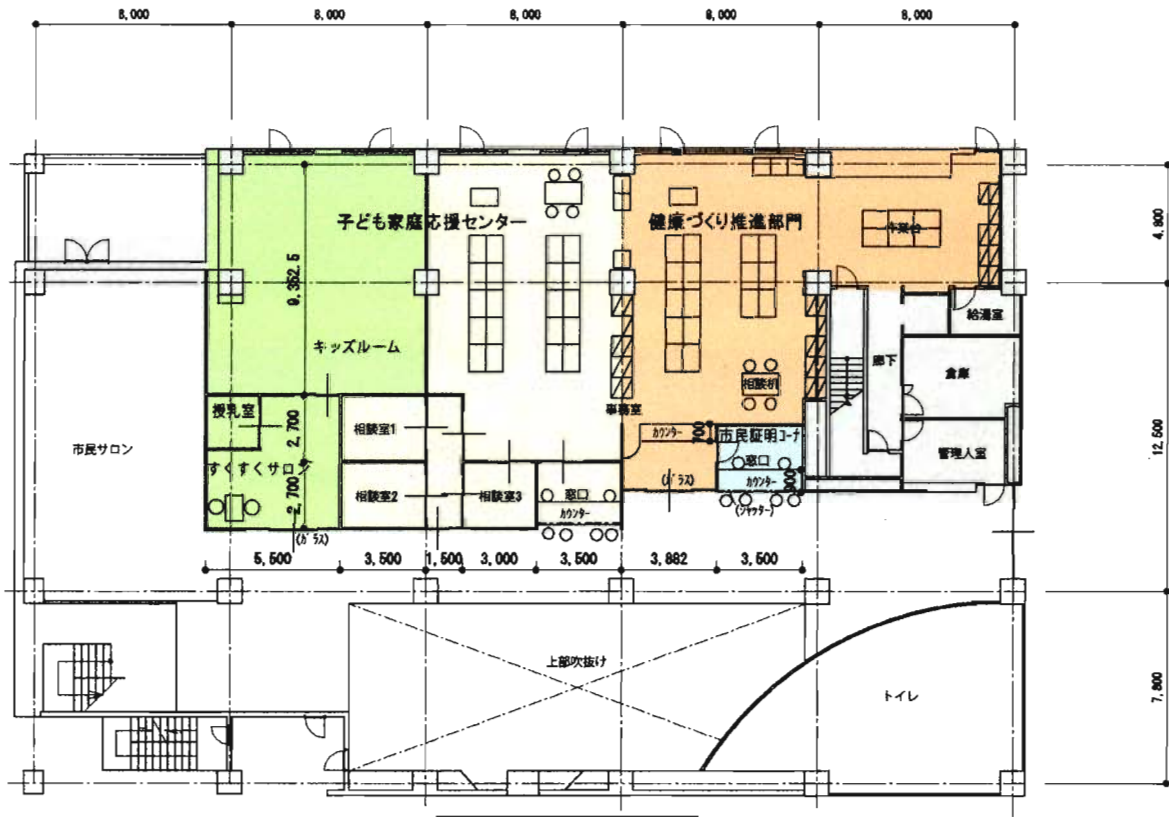 8,000 8,000 8,000 8,000 8,000
子ども家庭応援センター
健康づくり推進部門
作業台
4,800
9,352.5
キッズルーム
給湯室
廊下
倉庫
相談机
事務室
授乳室
2,700
相談室1
カウンター
700
市民証明コーナ
市民サロン
すくすくサロン
窓口
管理人室
12,500
2,700
相談室2
相談室3
窓口
カウンター
(ガラス)
カウンター
900
(シャッター)
(ガラス)
5,500 3,500 1,500 3,000 3,500 3,882 3,500
上部吹抜け
トイレ
7,800